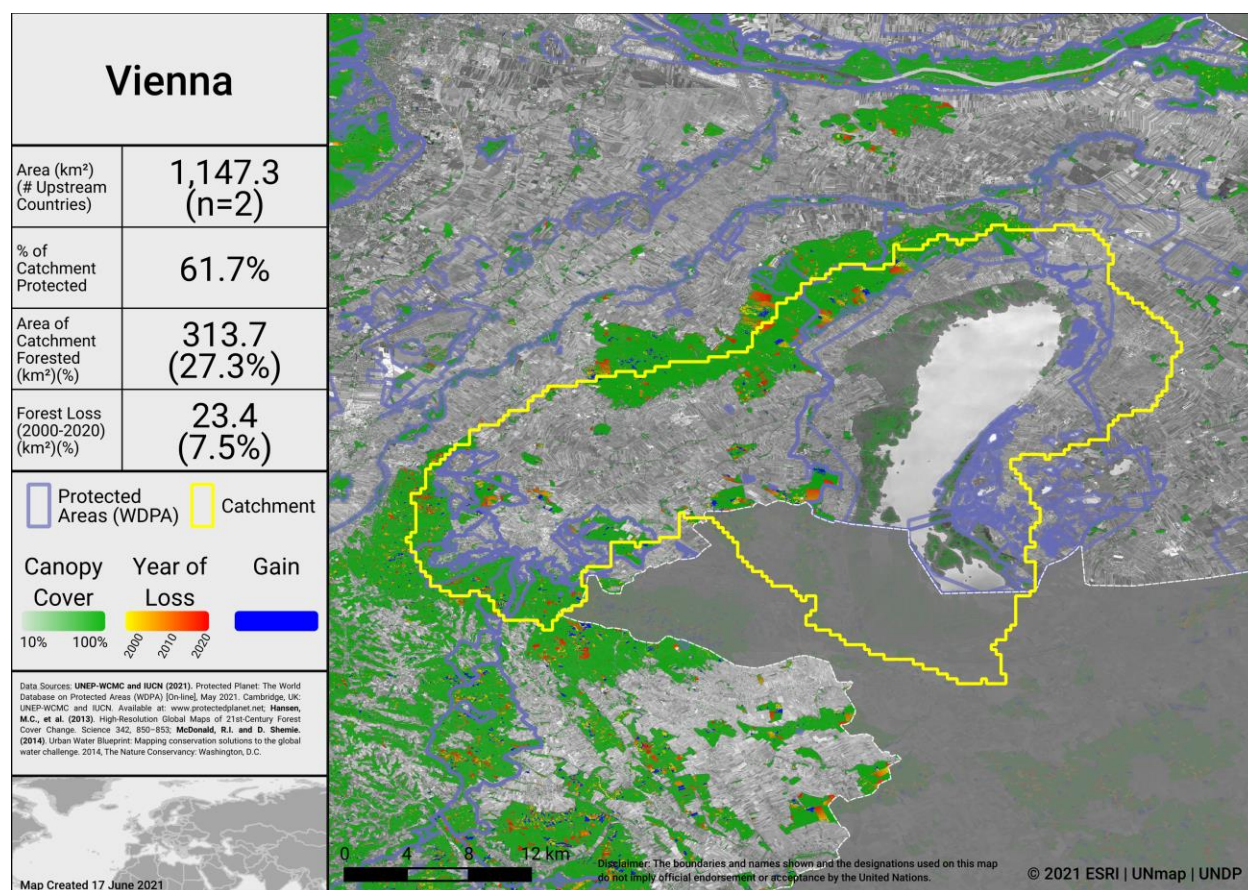 Vienna
Area (km²)
(# Upstream
Countries)
1,147.3
(n=2)
% of
Catchment
Protected
61.7%
Area of
Catchment
Forested
(km²)(%)
313.7
(27.3%)
Forest Loss
(2000-2020)
(km²)(%)
23.4
(7.5%)
Protected
Areas (WDPA)
Catchment
Canopy
Cover
10% 100%
Year of
Loss
2000 2010 2020
Gain
Data Sources: UNEP-WCMC and IUCN (2021). Protected Planet: The World
Database on Protected Areas (WDPA) [On-line], May 2021. Cambridge, UK:
UNEP-WCMC and IUCN. Available at: www.protectedplanet.net; Hansen,
M.C., et al. (2013). High-Resolution Global Maps of 21st-Century Forest
Cover Change. Science 342, 850–853; McDonald, R.I. and D. Shemie.
(2014). Urban Water Blueprint: Mapping conservation solutions to the global
water challenge. 2014, The Nature Conservancy: Washington, D.C.
Map Created 17 June 2021
0 4 8 12 km
Disclaimer: The boundaries and names shown and the designations used on this map
do not imply official endorsement or acceptance by the United Nations.
© 2021 ESRI | UNmap | UNDP